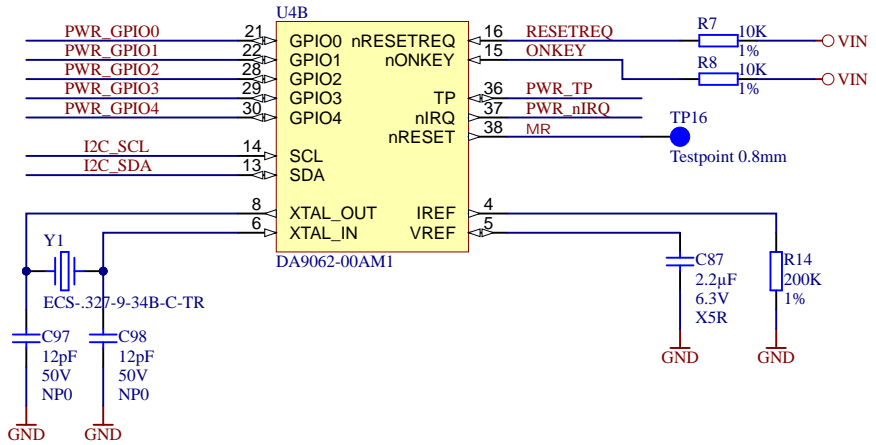 U4B
PWR_GPIO0 21 GPIO0 nRESETREQ 16 RESETREQ R7 10K 1% VIN
PWR_GPIO1 22 GPIO1 nONKEY 15 ONKEY
PWR_GPIO2 28 GPIO2 R8 10K 1% VIN
PWR_GPIO3 29 GPIO3 TP 36 PWR_TP
PWR_GPIO4 30 GPIO4 nIRQ 37 PWR_nIRQ
nRESET 38 MR TP16
Testpoint 0.8mm
I2C_SCL 14 SCL
I2C_SDA 13 SDA
8 XTAL_OUT IREF 4
6 XTAL_IN VREF 5
DA9062-00AM1
Y1
ECS-.327-9-34B-C-TR
C87
2.2µF
6.3V
X5R
R14
200K
1%
C97
12pF
50V
NP0
C98
12pF
50V
NP0
GND
GND
GND
GND